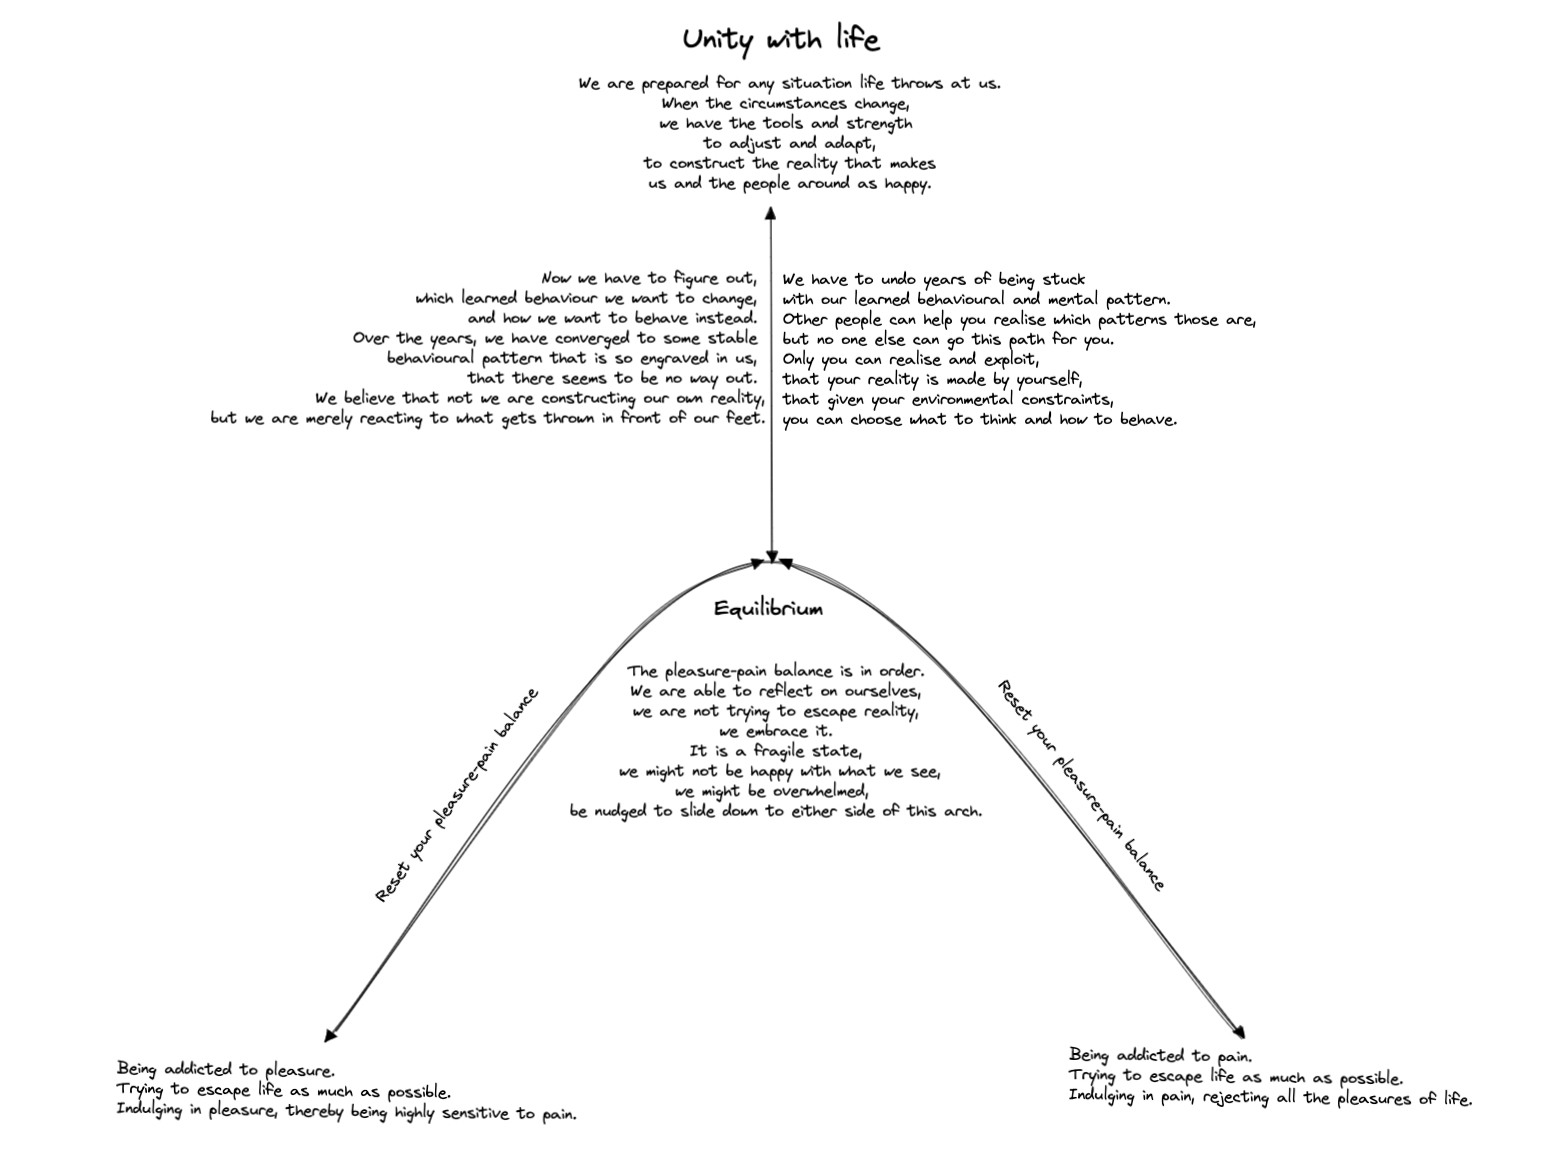 Unity with life
We are prepared for any situation life throws at us.
When the circumstances change,
we have the tools and strength
to adjust and adapt,
to construct the reality that makes
us and the people around as happy.
Now we have to figure out,
which learned behaviour we want to change,
and how we want to behave instead.
Over the years, we have converged to some stable
behavioural pattern that is so engraved in us,
that there seems to be no way out.
We believe that not we are constructing our own reality,
but we are merely reacting to what gets thrown in front of our feet.
We have to undo years of being stuck
with our learned behavioural and mental pattern.
Other people can help you realise which patterns those are,
but no one else can go this path for you.
Only you can realise and exploit,
that your reality is made by yourself,
that given your environmental constraints,
you can choose what to think and how to behave.
Equilibrium
The pleasure-pain balance is in order.
We are able to reflect on ourselves,
we are not trying to escape reality,
we embrace it.
It is a fragile state,
we might not be happy with what we see,
we might be overwhelmed,
be nudged to slide down to either side of this arch.
Reset your pleasure-pain balance
Reset your pleasure-pain balance
Being addicted to pleasure.
Trying to escape life as much as possible.
Indulging in pleasure, thereby being highly sensitive to pain.
Being addicted to pain.
Trying to escape life as much as possible.
Indulging in pain, rejecting all the pleasures of life.